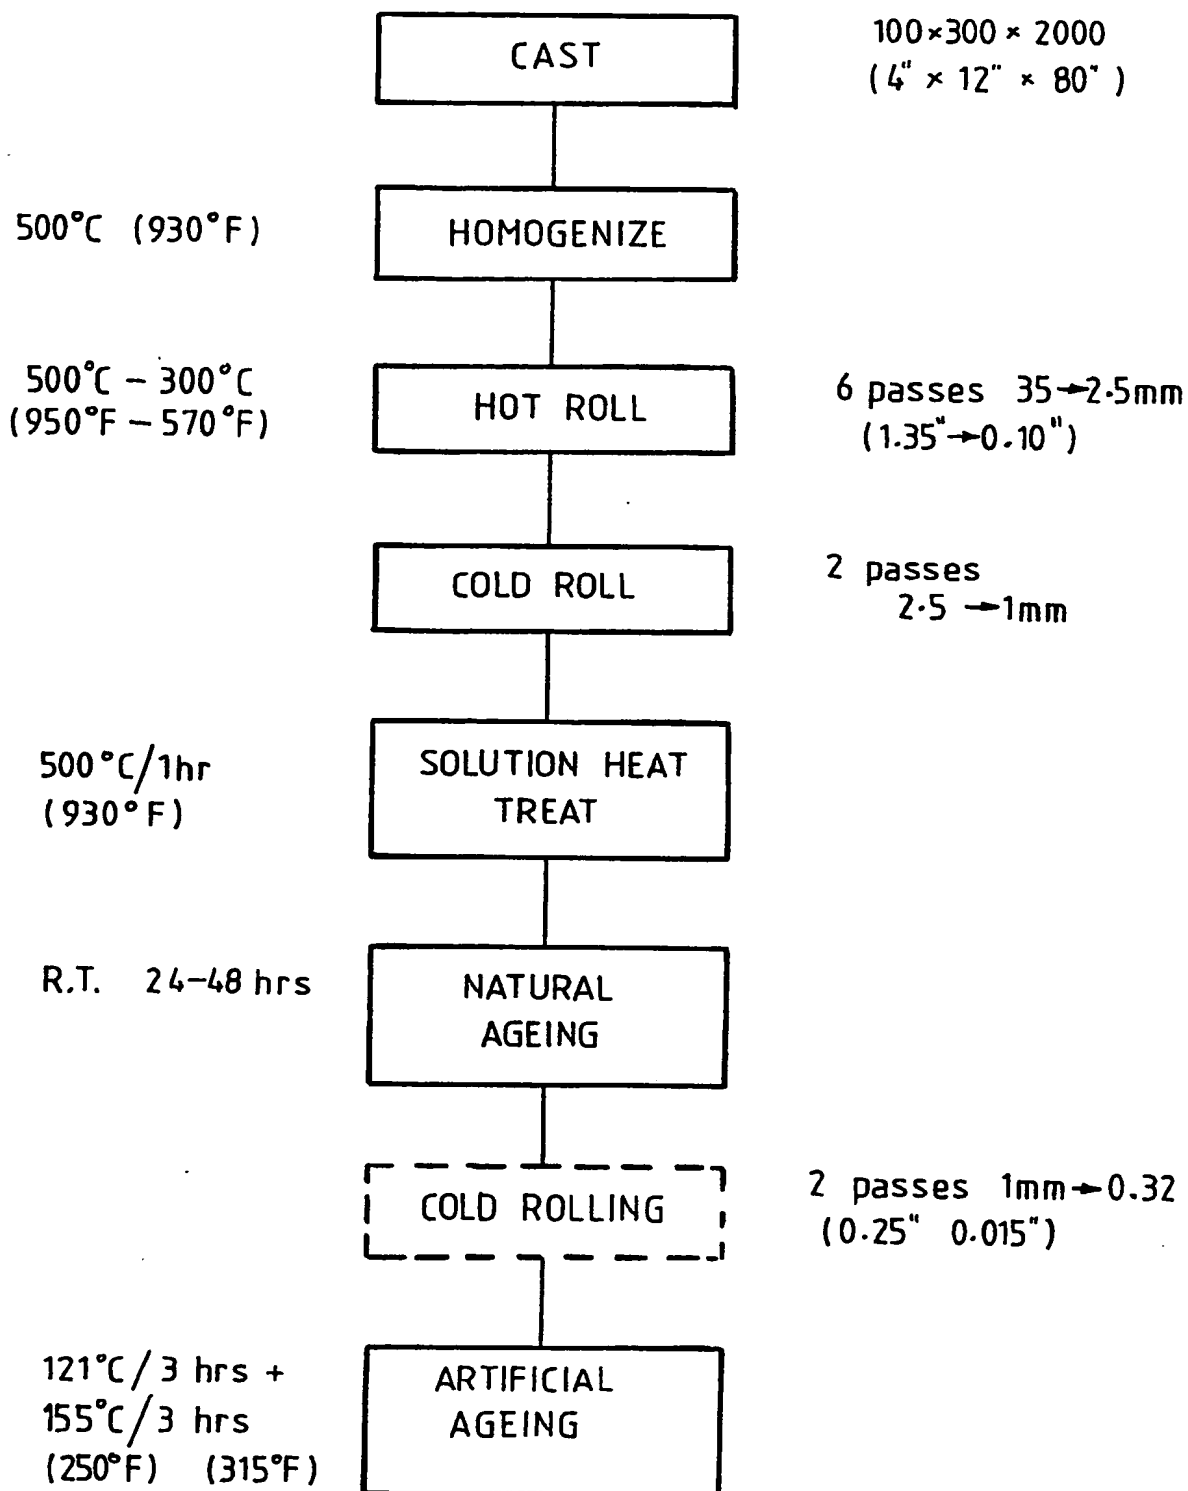 CAST
100×300 × 2000
(4" × 12" × 80")
500°C (930°F)
HOMOGENIZE
500°C – 300°C
(950°F – 570°F)
HOT ROLL
6 passes 35→2·5mm
(1.35"→0.10")
COLD ROLL
2 passes
2·5 →1mm
500°C/1hr
(930°F)
SOLUTION HEAT
TREAT
R.T. 24–48 hrs
NATURAL
AGEING
COLD ROLLING
2 passes 1mm→0.32
(0.25" 0.015")
121°C/3 hrs +
155°C/3 hrs
(250°F) (315°F)
ARTIFICIAL
AGEING